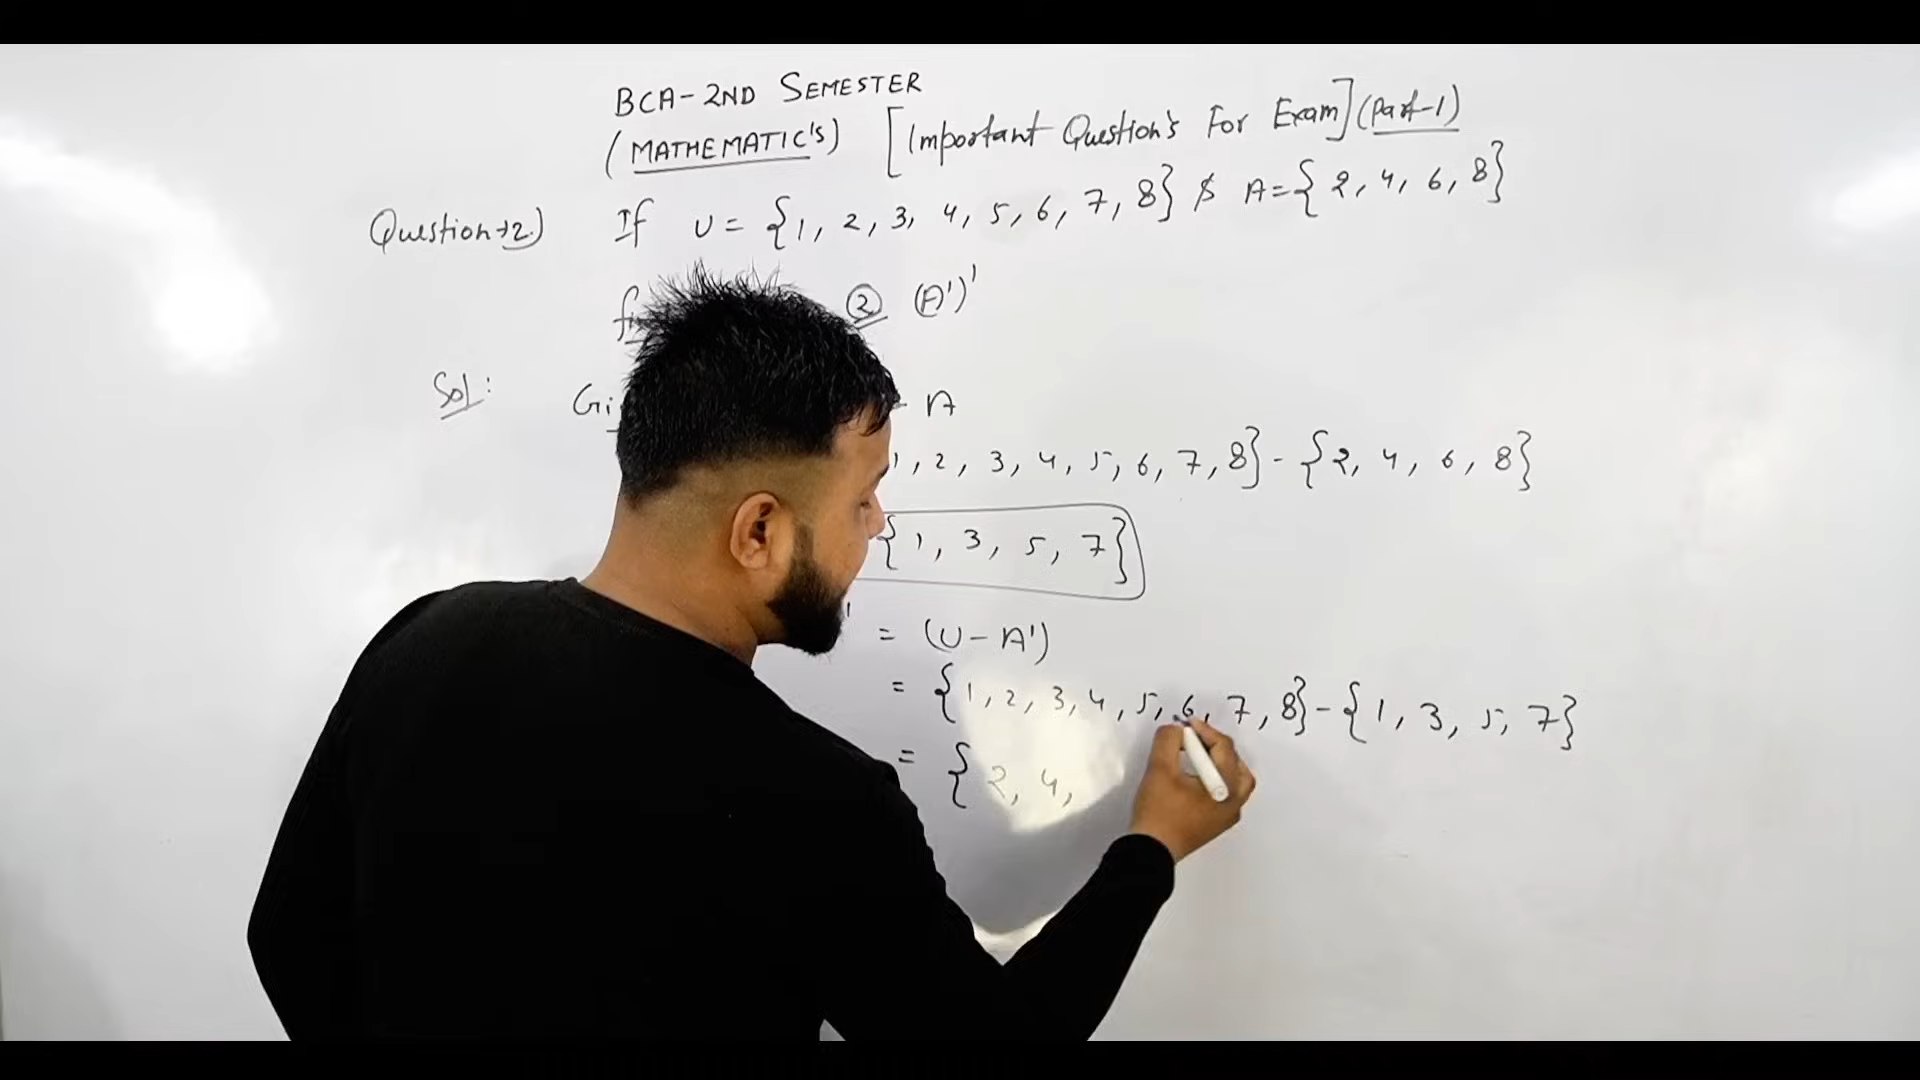 BCA-2ND SEMESTER
(MATHEMATIC's) [Important Question's For Exam] (Part-1)
Question→2.) If U = {1, 2, 3, 4, 5, 6, 7, 8} & A = {2, 4, 6, 8}
② (A')'
Sol: - A
1, 2, 3, 4, 5, 6, 7, 8} - {2, 4, 6, 8}
{1, 3, 5, 7}
' = (U - A')
= {1, 2, 3, 4, 5, 6, 7, 8} - {1, 3, 5, 7}
= {2, 4,